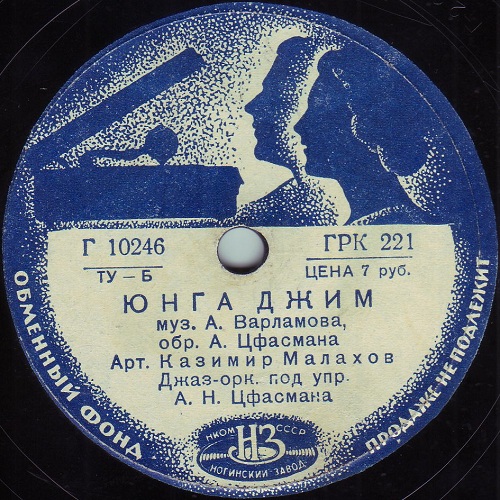 Г 10246
ТУ–Б
ГРК 221
ЦЕНА 7 руб.
ЮНГА ДЖИМ
муз. А. Варламова,
обр. А. Цфасмана
Арт. Казимир Малахов
Джаз-орк. под упр.
А. Н. Цфасмана
ОБМЕННЫЙ ФОНД
ПРОДАЖЕ НЕ ПОДЛЕЖИТ
НКОМ СССР
НЗ
НОГИНСКИЙ-ЗАВОД